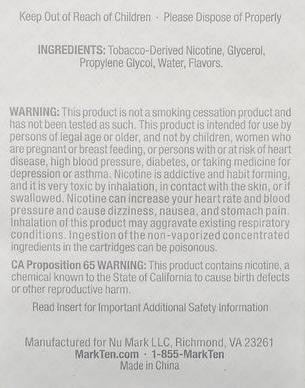 Keep Out of Reach of Children · Please Dispose of Properly
INGREDIENTS: Tobacco-Derived Nicotine, Glycerol,
Propylene Glycol, Water, Flavors.
WARNING: This product is not a smoking cessation product and
has not been tested as such. This product is intended for use by
persons of legal age or older, and not by children, women who
are pregnant or breast feeding, or persons with or at risk of heart
disease, high blood pressure, diabetes, or taking medicine for
depression or asthma. Nicotine is addictive and habit forming,
and it is very toxic by inhalation, in contact with the skin, or if
swallowed. Nicotine can increase your heart rate and blood
pressure and cause dizziness, nausea, and stomach pain.
Inhalation of this product may aggravate existing respiratory
conditions. Ingestion of the non-vaporized concentrated
ingredients in the cartridges can be poisonous.
CA Proposition 65 WARNING: This product contains nicotine, a
chemical known to the State of California to cause birth defects
or other reproductive harm.
Read Insert for Important Additional Safety Information
Manufactured for Nu Mark LLC, Richmond, VA 23261
MarkTen.com · 1-855-MarkTen
Made in China